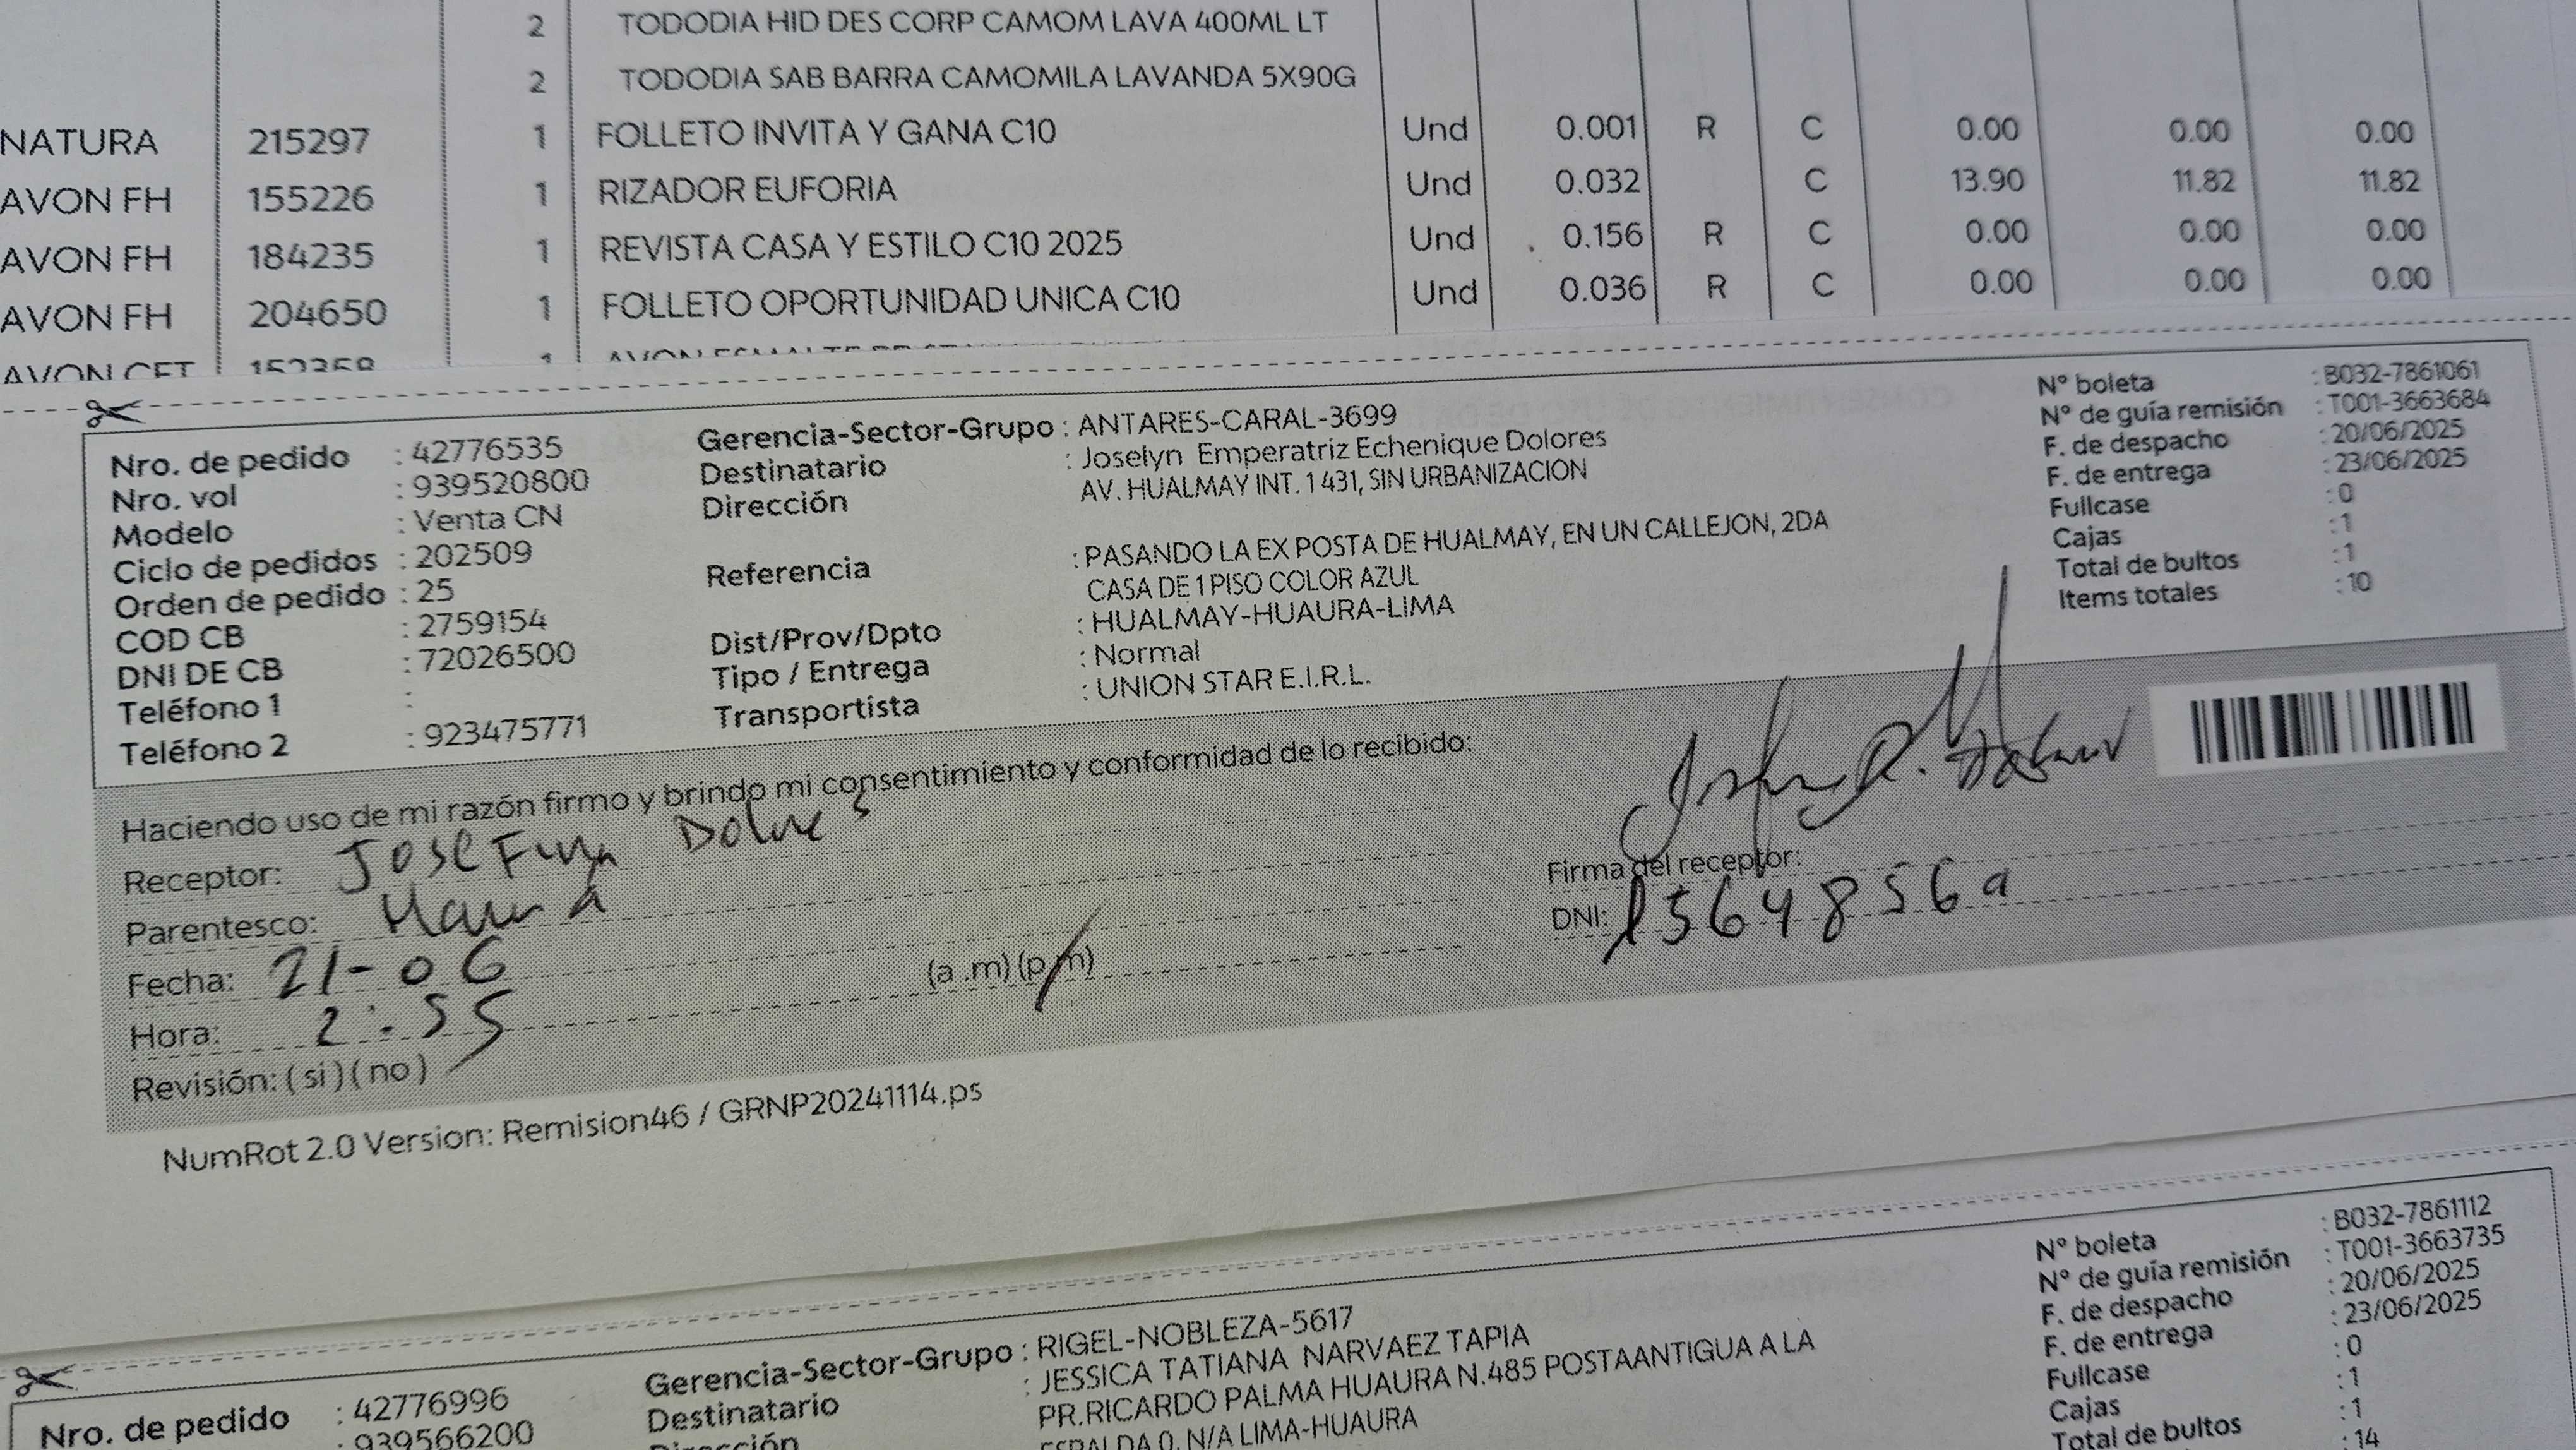 2 TODODIA HID DES CORP CAMOM LAVA 400ML LT
2 TODODIA SAB BARRA CAMOMILA LAVANDA 5X90G
NATURA 215297 1 FOLLETO INVITA Y GANA C10 Und 0.001 R C 0.00 0.00 0.00
AVON FH 155226 1 RIZADOR EUFORIA Und 0.032 C 13.90 11.82 11.82
AVON FH 184235 1 REVISTA CASA Y ESTILO C10 2025 Und 0.156 R C 0.00 0.00 0.00
AVON FH 204650 1 FOLLETO OPORTUNIDAD UNICA C10 Und 0.036 R C 0.00 0.00 0.00
AVON CFT 152358 1
Nro. de pedido : 42776535
Nro. vol : 939520800
Modelo : Venta CN
Ciclo de pedidos : 202509
Orden de pedido : 25
COD CB : 2759154
DNI DE CB : 72026500
Teléfono 1 :
Teléfono 2 : 923475771
Gerencia-Sector-Grupo : ANTARES-CARAL-3699
Destinatario : Joselyn Emperatriz Echenique Dolores
Dirección AV. HUALMAY INT. 1 431, SIN URBANIZACION
Referencia : PASANDO LA EX POSTA DE HUALMAY, EN UN CALLEJON, 2DA
CASA DE 1 PISO COLOR AZUL
Dist/Prov/Dpto : HUALMAY-HUAURA-LIMA
Tipo / Entrega : Normal
Transportista : UNION STAR E.I.R.L.
N° boleta : B032-7861061
N° de guía remisión : T001-3663684
F. de despacho : 20/06/2025
F. de entrega : 23/06/2025
Fullcase : 0
Cajas : 1
Total de bultos : 1
Items totales : 10
Haciendo uso de mi razón firmo y brindo mi consentimiento y conformidad de lo recibido:
Receptor: Josefina Dolores
Parentesco: Mamá
Fecha: 21-06
Hora: 2:55 (a .m) (p.m)
Revisión: ( si ) ( no )
Firma del receptor:
DNI: 1564856
NumRot 2.0 Version: Remision46 / GRNP20241114.ps
Nro. de pedido : 42776996
: 939566200
Gerencia-Sector-Grupo : RIGEL-NOBLEZA-5617
Destinatario : JESSICA TATIANA NARVAEZ TAPIA
Dirección PR.RICARDO PALMA HUAURA N.485 POSTAANTIGUA A LA
ESPALDA 0, N/A LIMA-HUAURA
N° boleta : B032-7861112
N° de guía remisión : T001-3663735
F. de despacho : 20/06/2025
F. de entrega : 23/06/2025
Fullcase : 0
Cajas : 1
Total de bultos : 1
: 14